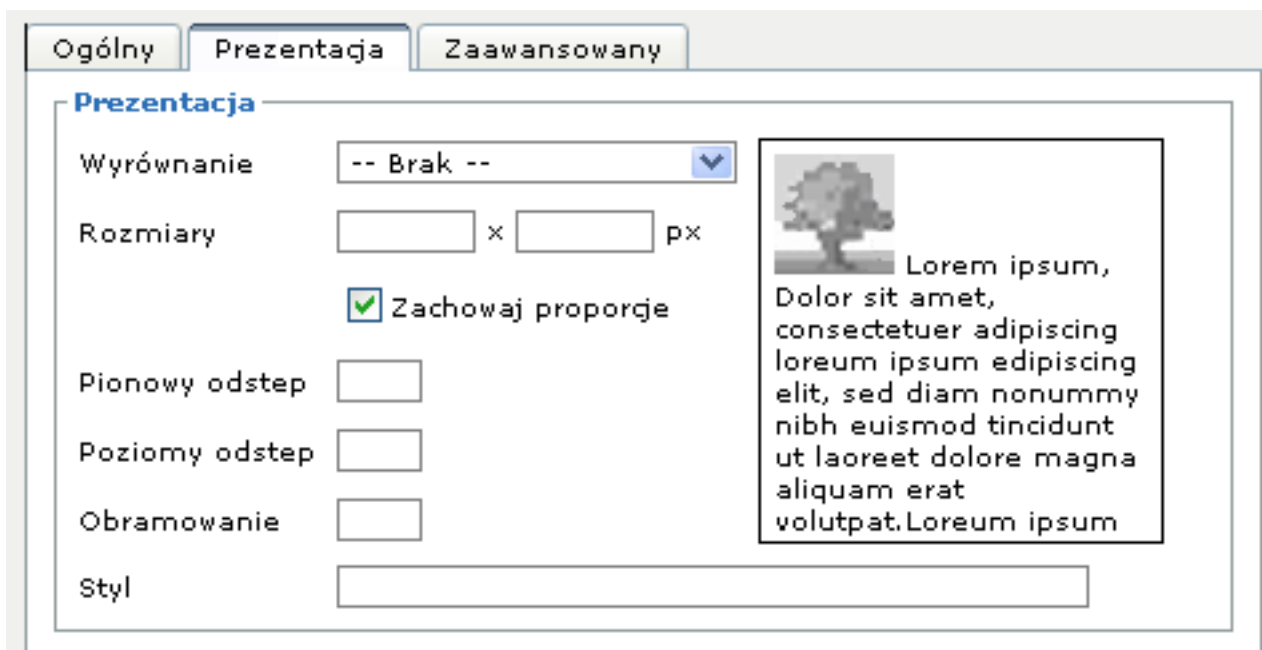 Ogólny Prezentacja Zaawansowany
Prezentacja
Wyrównanie -- Brak --
Rozmiary x px
Zachowaj proporcje
Pionowy odstep
Poziomy odstep
Obramowanie
Styl
Lorem ipsum,
Dolor sit amet,
consectetuer adipiscing
loreum ipsum edipiscing
elit, sed diam nonummy
nibh euismod tincidunt
ut laoreet dolore magna
aliquam erat
volutpat.Loreum ipsum